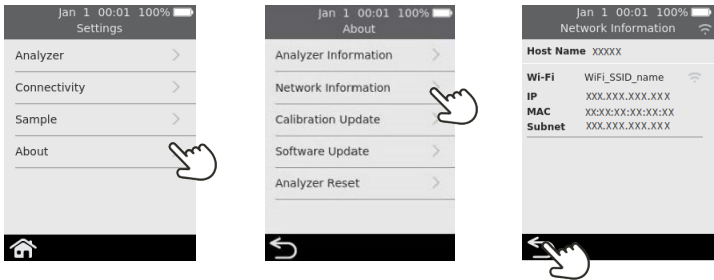 Jan 1 00:01 100%
Settings
Analyzer
Connectivity
Sample
About
Jan 1 00:01 100%
About
Analyzer Information
Network Information
Calibration Update
Software Update
Analyzer Reset
Jan 1 00:01 100%
Network Information
Host Name XXXXX
Wi-Fi WiFi_SSID_name
IP XXX.XXX.XXX.XXX
MAC XX:XX:XX:XX:XX:XX
Subnet XXX.XXX.XXX.XXX